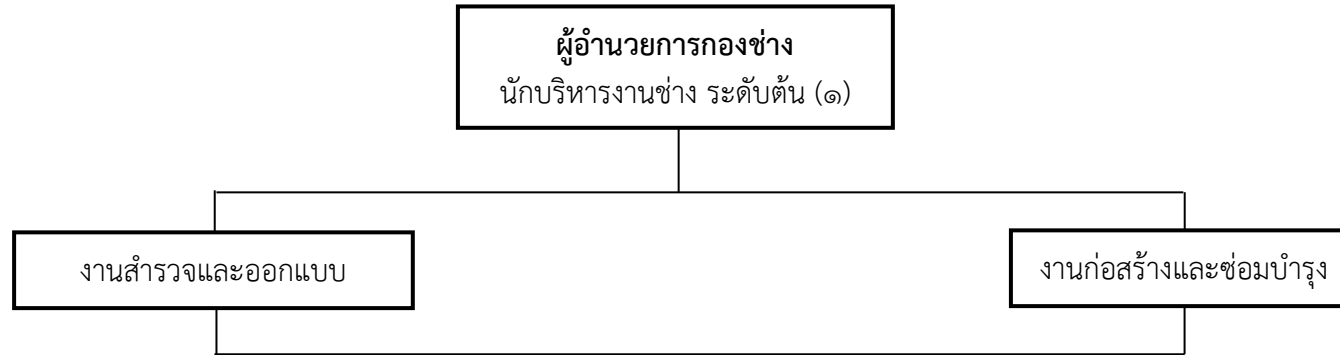 ผู้อำนวยการกองช่าง
นักบริหารงานช่าง ระดับต้น (๑)
งานสำรวจและออกแบบ
งานก่อสร้างและซ่อมบำรุง